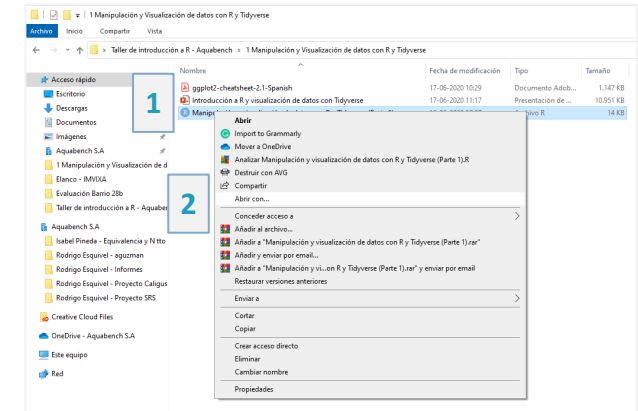 1 Manipulación y Visualización de datos con R y Tidyverse
Archivo Inicio Compartir Vista
Taller de introducción a R - Aquabench > 1 Manipulación y Visualización de datos con R y Tidyverse
Nombre Fecha de modificación Tipo Tamaño
Acceso rápido
Escritorio
Descargas
Documentos
Imágenes
Aquabench S.A
1 Manipulación y Visualización de d
Elanco - IMVIXA
Evaluación Barrio 28b
Taller de introducción a R - Aquaben
Aquabench S.A
Isabel Pineda - Equivalencia y N tto
Rodrigo Esquivel - aguzman
Rodrigo Esquivel - Informes
Rodrigo Esquivel - Proyecto Caligus
Rodrigo Esquivel - Proyecto SRS
Creative Cloud Files
OneDrive - Aquabench S.A
Este equipo
Red
1
2
ggplot2-cheatsheet-2.1-Spanish 17-06-2020 10:29 Documento Adob... 1.147 KB
Introducción a R y visualización de datos con Tidyverse 17-06-2020 11:17 Presentación de ... 10.951 KB
14 KB
Abrir
Import to Grammarly
Mover a OneDrive
Analizar Manipulación y visualización de datos con R y Tidyverse (Parte 1).R
Destruir con AVG
Compartir
Abrir con...
Conceder acceso a
Añadir al archivo...
Añadir a "Manipulación y visualización de datos con R y Tidyverse (Parte 1).rar"
Añadir y enviar por email...
Añadir a "Manipulación y vi...on R y Tidyverse (Parte 1).rar" y enviar por email
Restaurar versiones anteriores
Enviar a
Cortar
Copiar
Crear acceso directo
Eliminar
Cambiar nombre
Propiedades